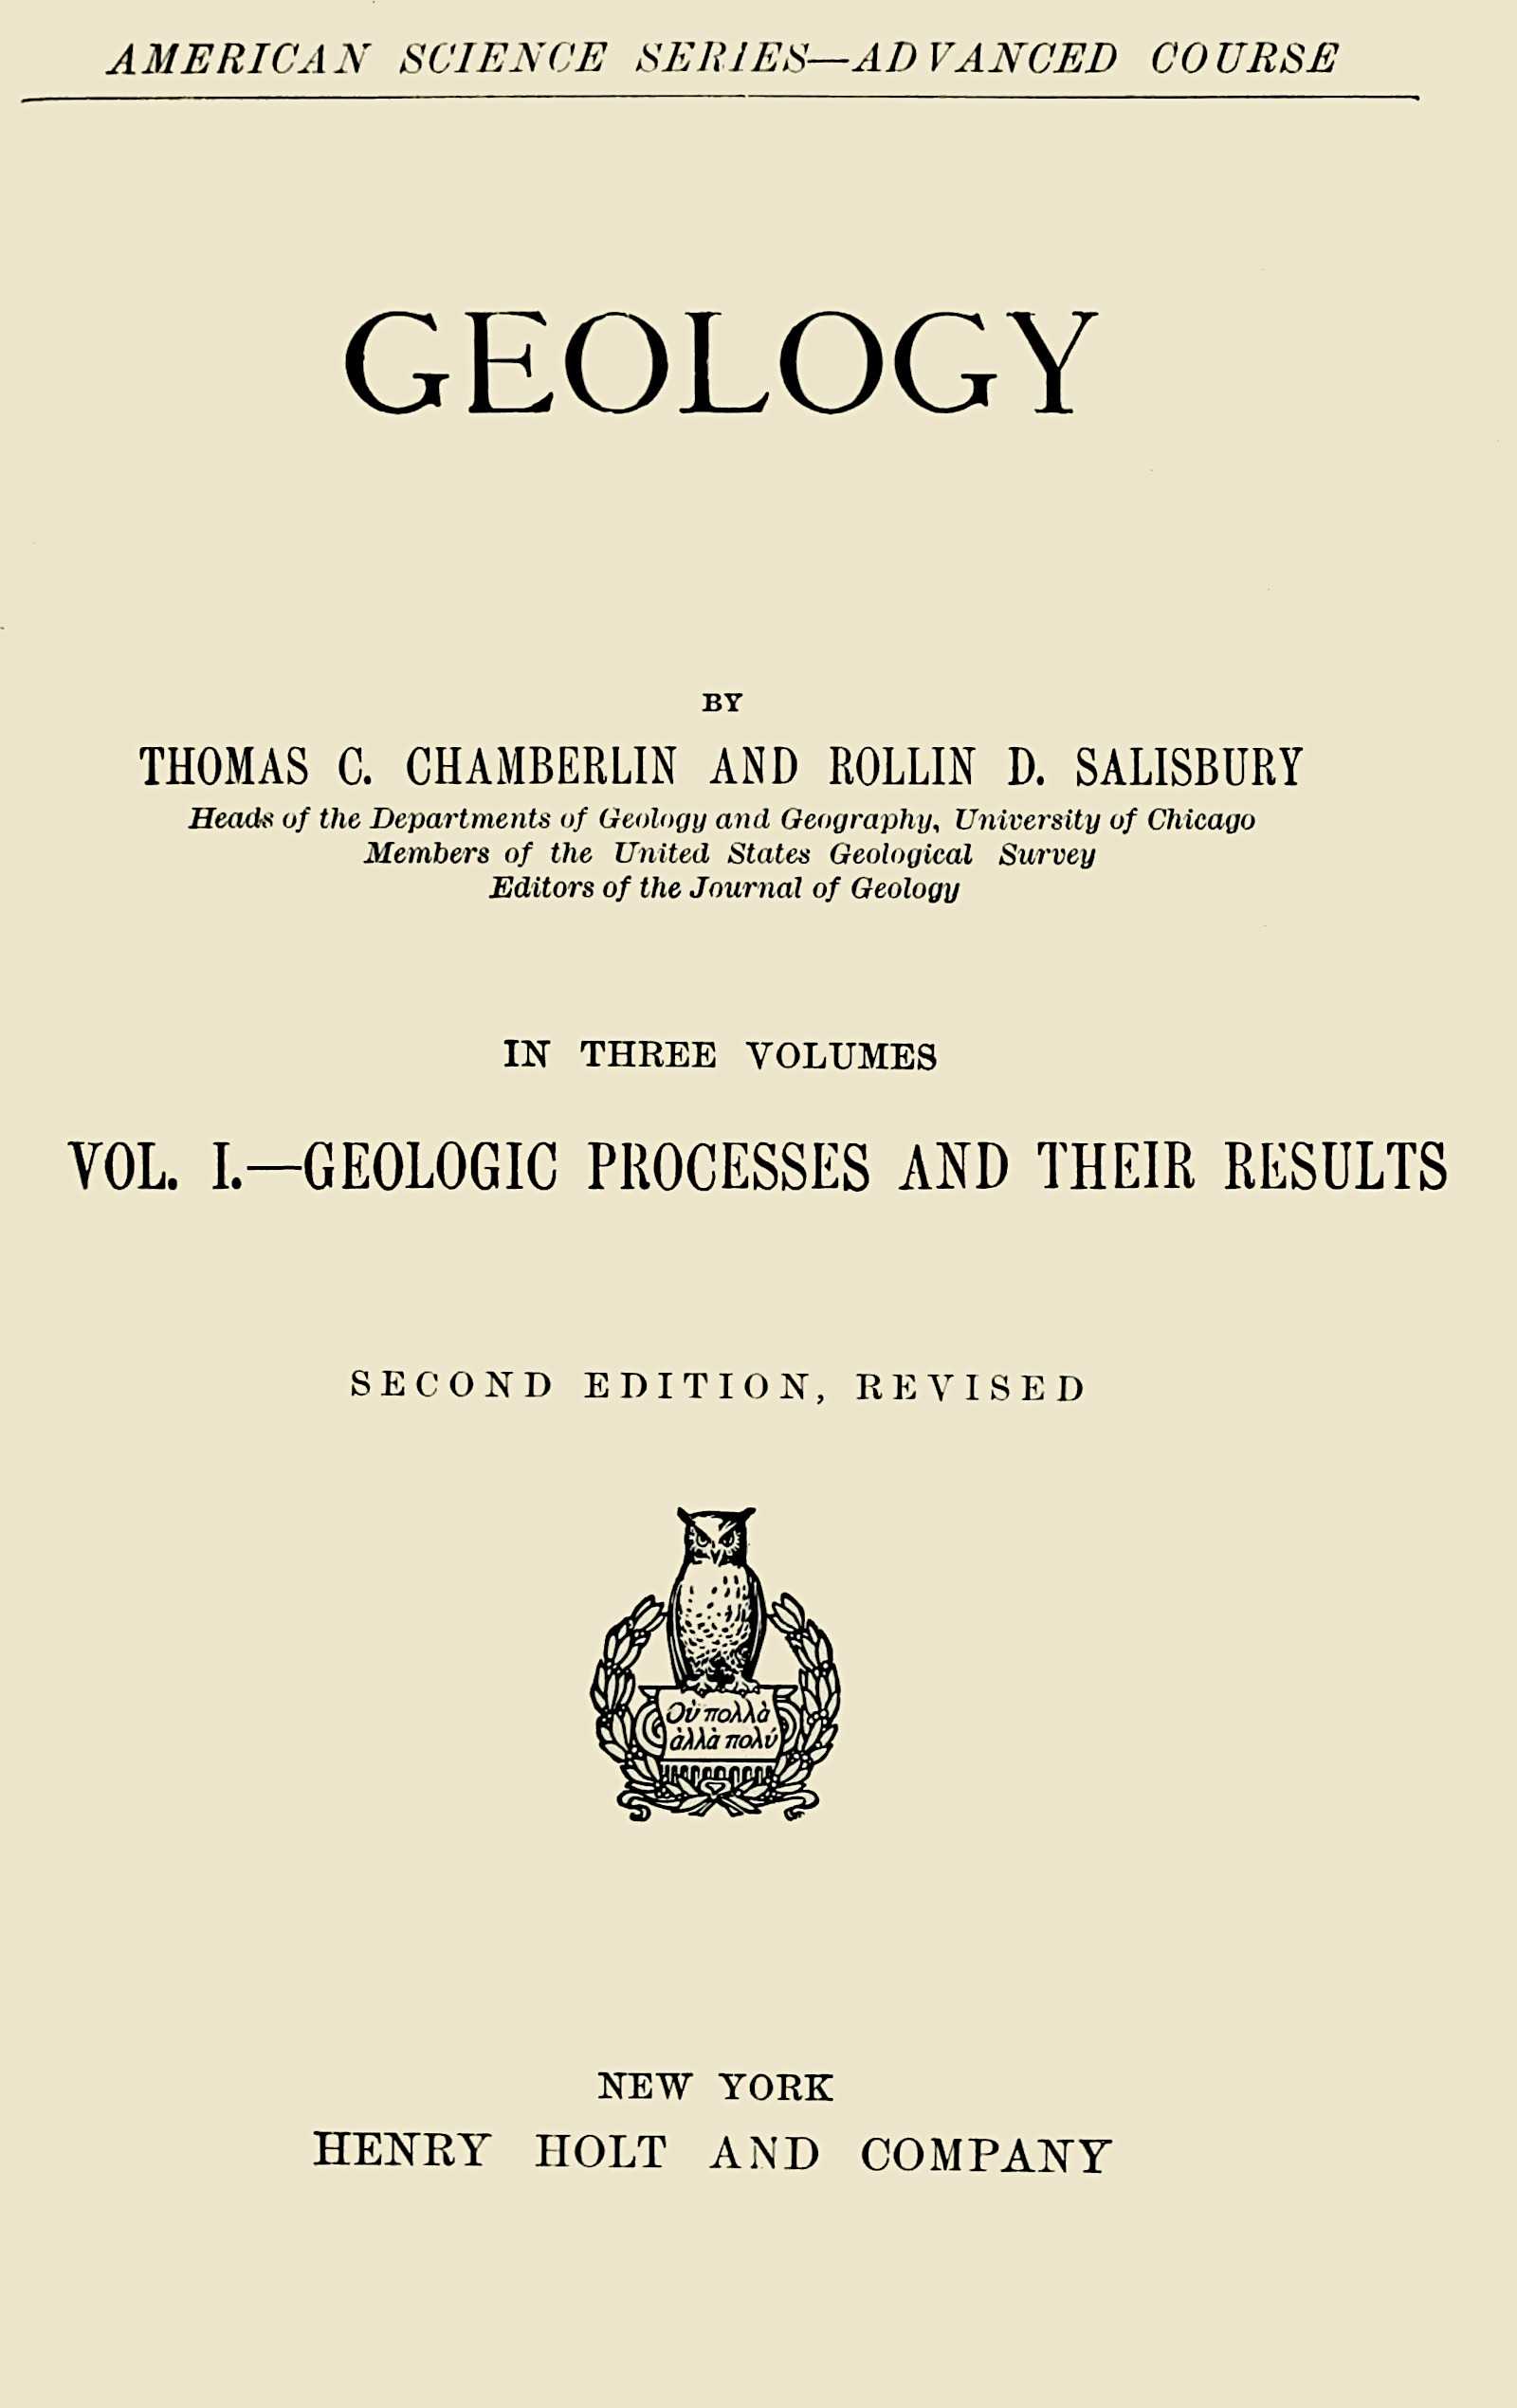 AMERICAN SCIENCE SERIES—ADVANCED COURSE
GEOLOGY
BY
THOMAS C. CHAMBERLIN AND ROLLIN D. SALISBURY
Heads of the Departments of Geology and Geography, University of Chicago
Members of the United States Geological Survey
Editors of the Journal of Geology
IN THREE VOLUMES
VOL. I.—GEOLOGIC PROCESSES AND THEIR RESULTS
SECOND EDITION, REVISED
Οὐ πολλὰ
ἀλλὰ πολύ
NEW YORK
HENRY HOLT AND COMPANY